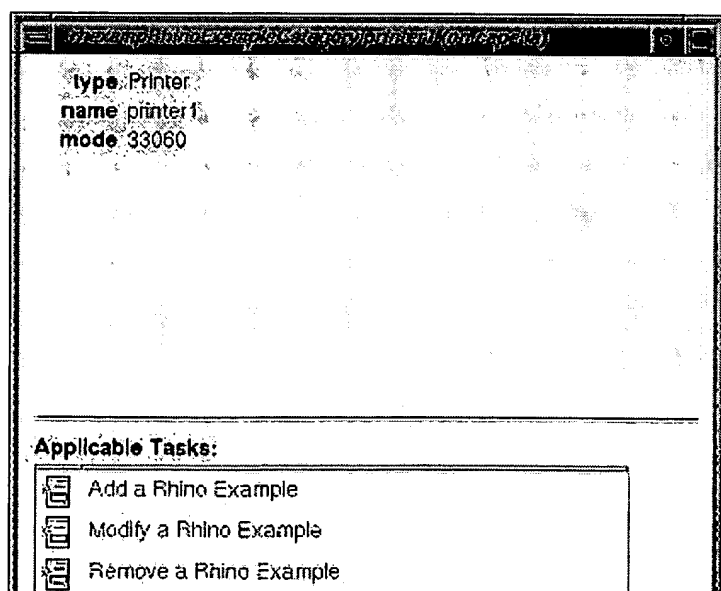 type Printer
name printer1
mode 33060
Applicable Tasks:
Add a Rhino Example
Modify a Rhino Example
Remove a Rhino Example